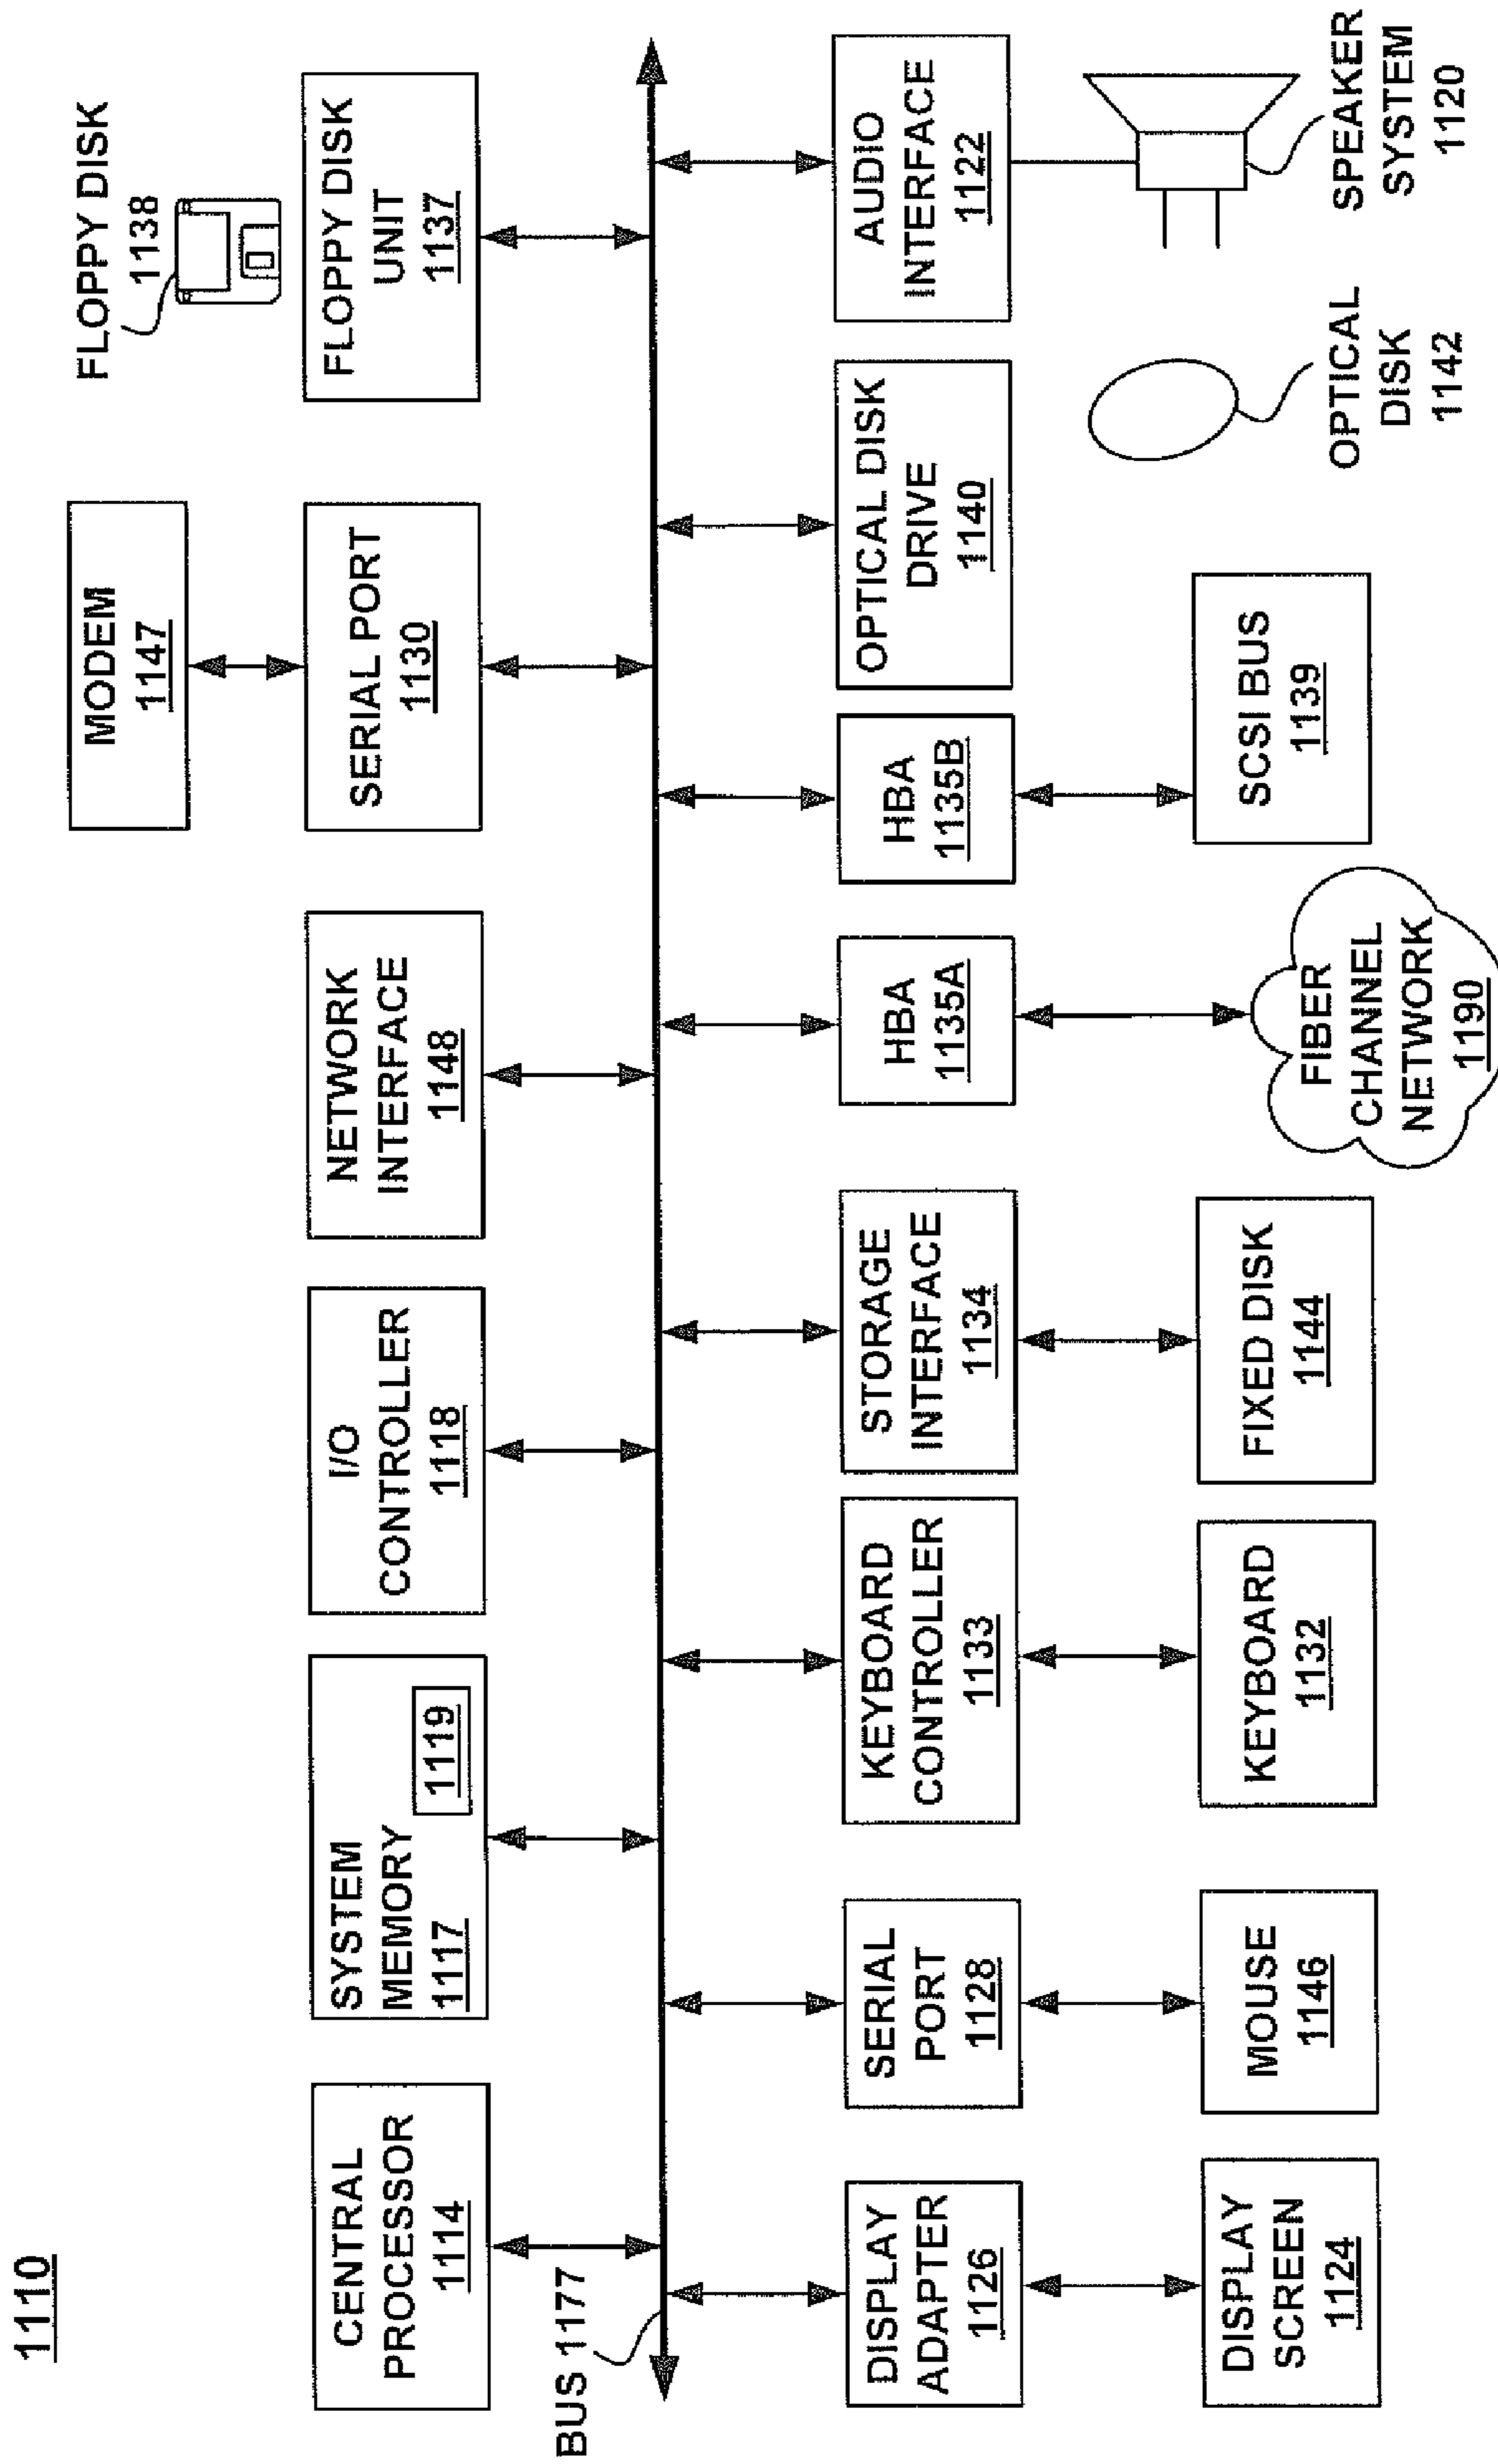 1110
FLOPPY DISK
1138
MODEM
1147
CENTRAL
PROCESSOR
1114
SYSTEM
MEMORY
1117
1119
I/O
CONTROLLER
1118
NETWORK
INTERFACE
1148
SERIAL PORT
1130
FLOPPY DISK
UNIT
1137
BUS 1177
DISPLAY
ADAPTER
1126
SERIAL
PORT
1128
KEYBOARD
CONTROLLER
1133
STORAGE
INTERFACE
1134
HBA
1135A
HBA
1135B
OPTICAL DISK
DRIVE
1140
AUDIO
INTERFACE
1122
DISPLAY
SCREEN
1124
MOUSE
1146
KEYBOARD
1132
FIXED DISK
1144
FIBER
CHANNEL
NETWORK
1190
SCSI BUS
1139
OPTICAL
DISK
1142
SPEAKER
SYSTEM
1120